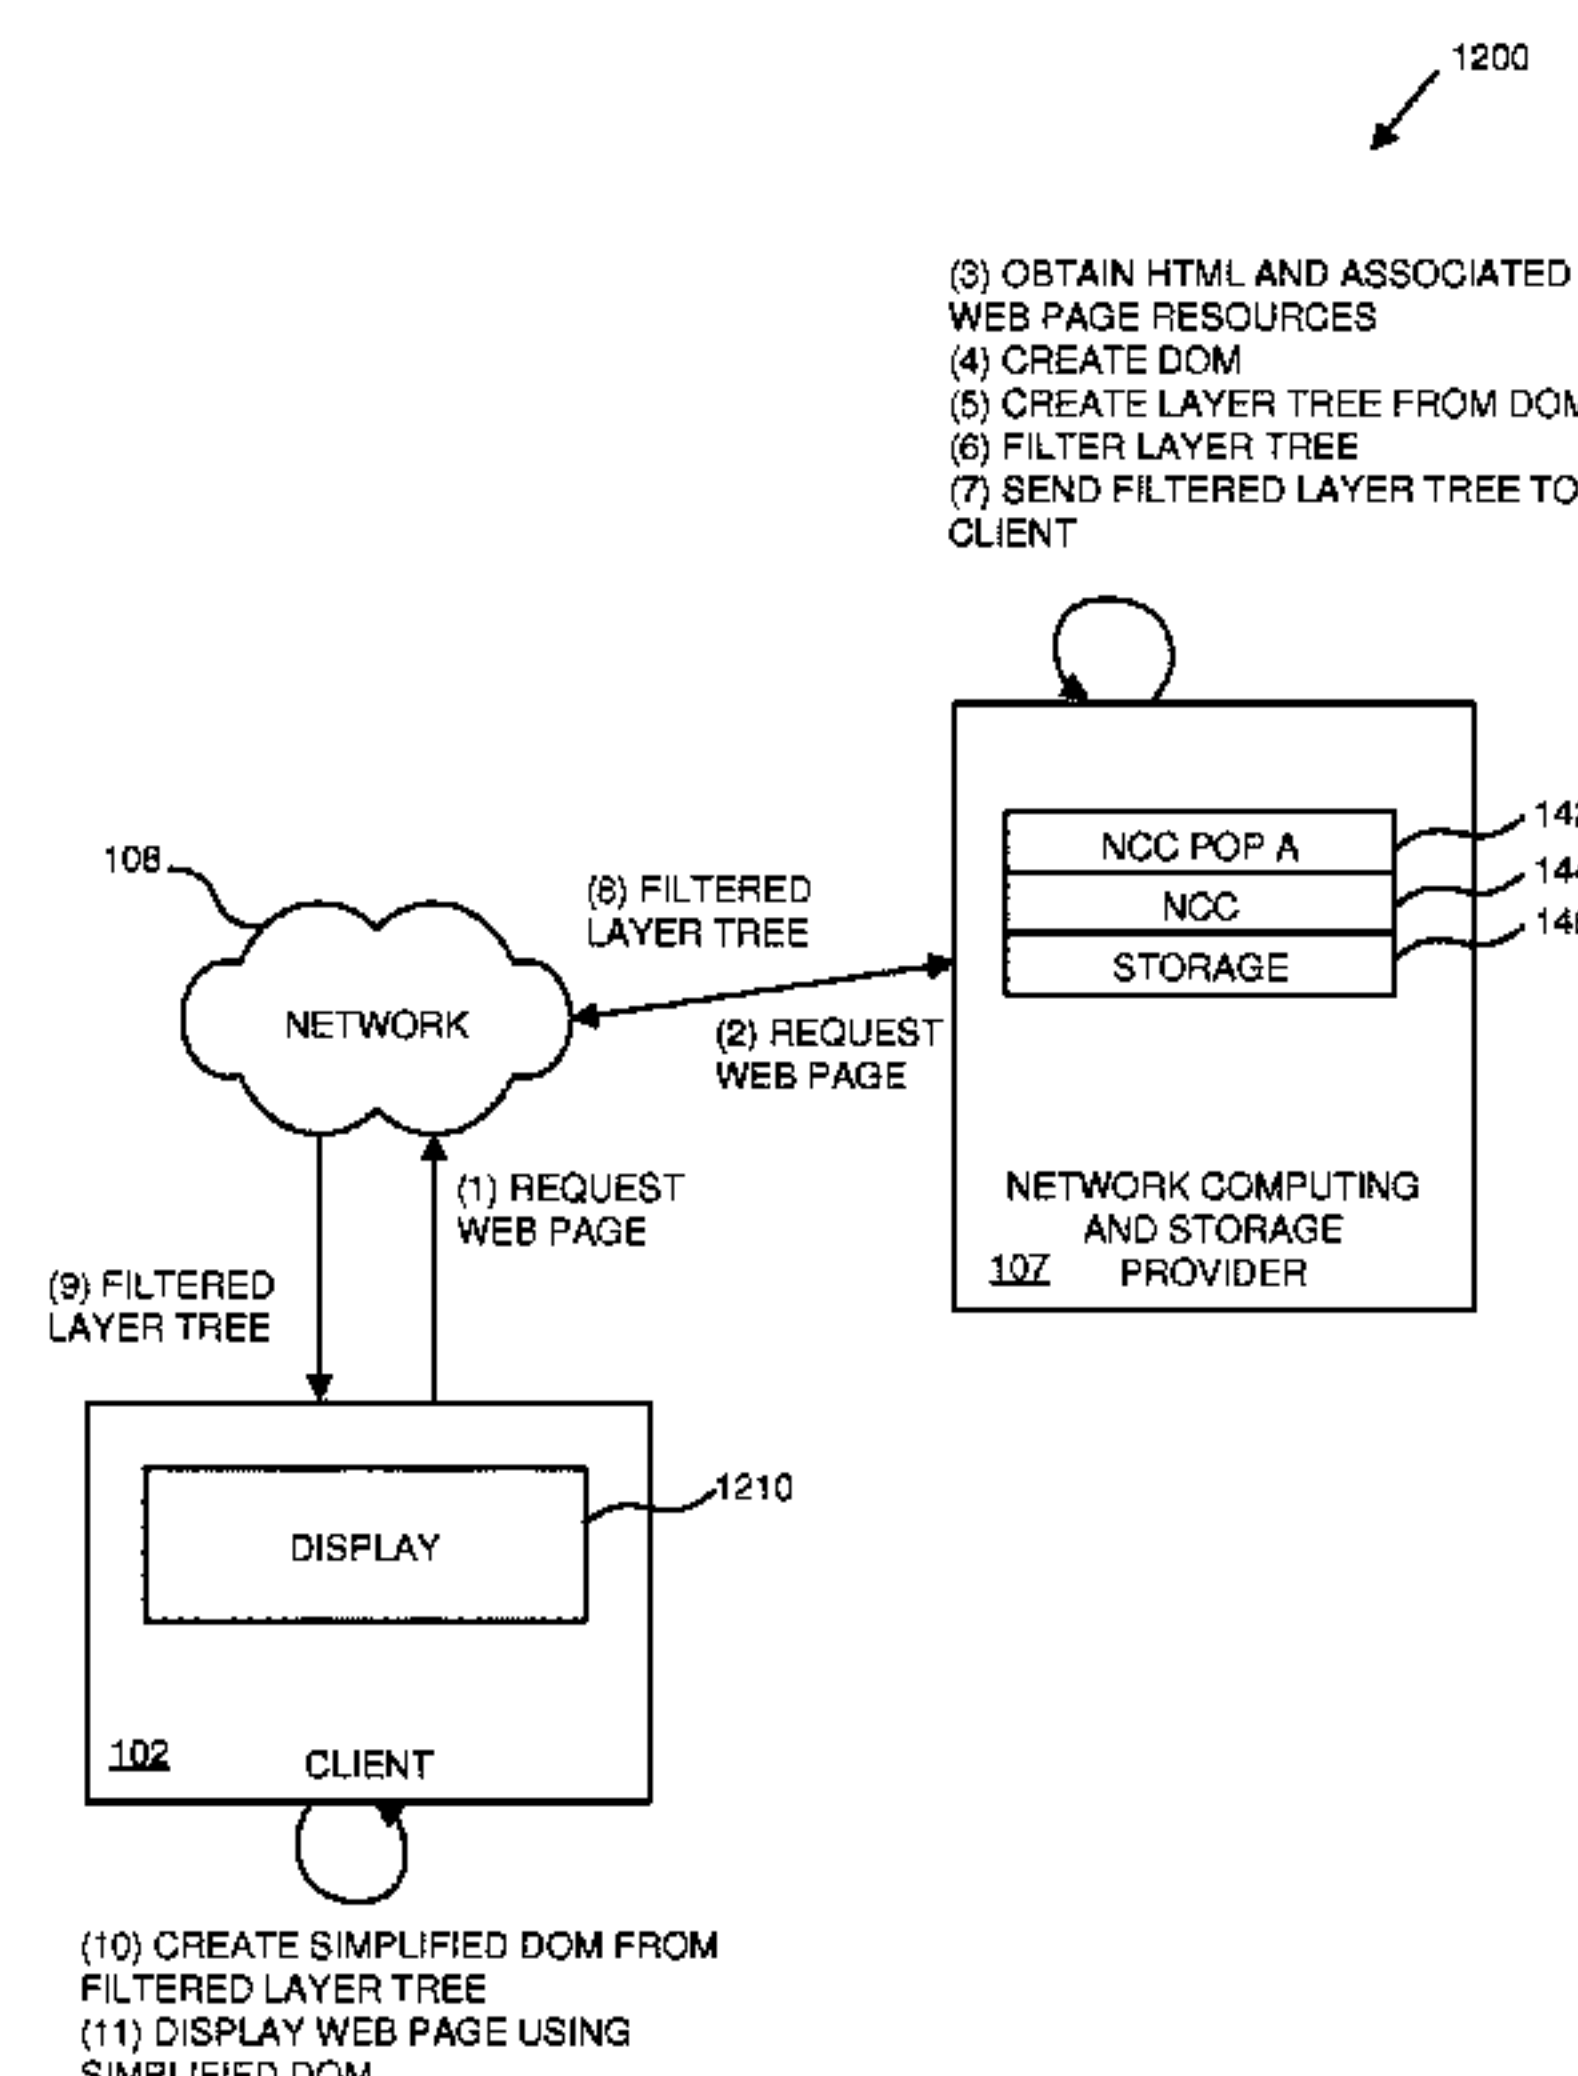 1200
(3) OBTAIN HTML AND ASSOCIATED
WEB PAGE RESOURCES
(4) CREATE DOM
(5) CREATE LAYER TREE FROM DOM
(6) FILTER LAYER TREE
(7) SEND FILTERED LAYER TREE TO
CLIENT
108
(8) FILTERED
LAYER TREE
NCC POP A
NCC
STORAGE
NETWORK
(2) REQUEST
WEB PAGE
(1) REQUEST
WEB PAGE
NETWORK COMPUTING
AND STORAGE
107 PROVIDER
(9) FILTERED
LAYER TREE
1210
DISPLAY
102
CLIENT
(10) CREATE SIMPLIFIED DOM FROM
FILTERED LAYER TREE
(11) DISPLAY WEB PAGE USING
SIMPLIFIED DOM